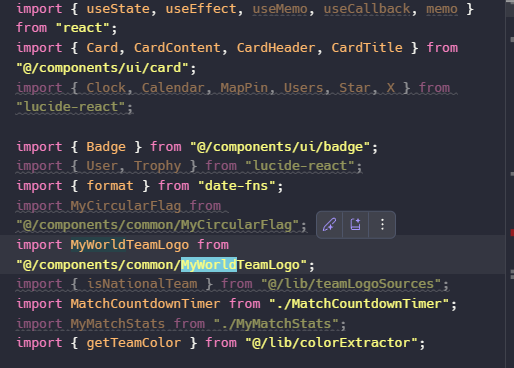 import { useState, useEffect, useMemo, useCallback, memo }
from "react";
import { Card, CardContent, CardHeader, CardTitle } from
"@/components/ui/card";
import { Clock, Calendar, MapPin, Users, Star, X } from
"lucide-react";
import { Badge } from "@/components/ui/badge";
import { User, Trophy } from "lucide-react";
import { format } from "date-fns";
import MyCircularFlag from
"@/components/common/MyCircularFlag";
import MyWorldTeamLogo from
"@/components/common/MyWorldTeamLogo";
import { isNationalTeam } from "@/lib/teamLogoSources";
import MatchCountdownTimer from "./MatchCountdownTimer";
import MyMatchStats from "./MyMatchStats";
import { getTeamColor } from "@/lib/colorExtractor";